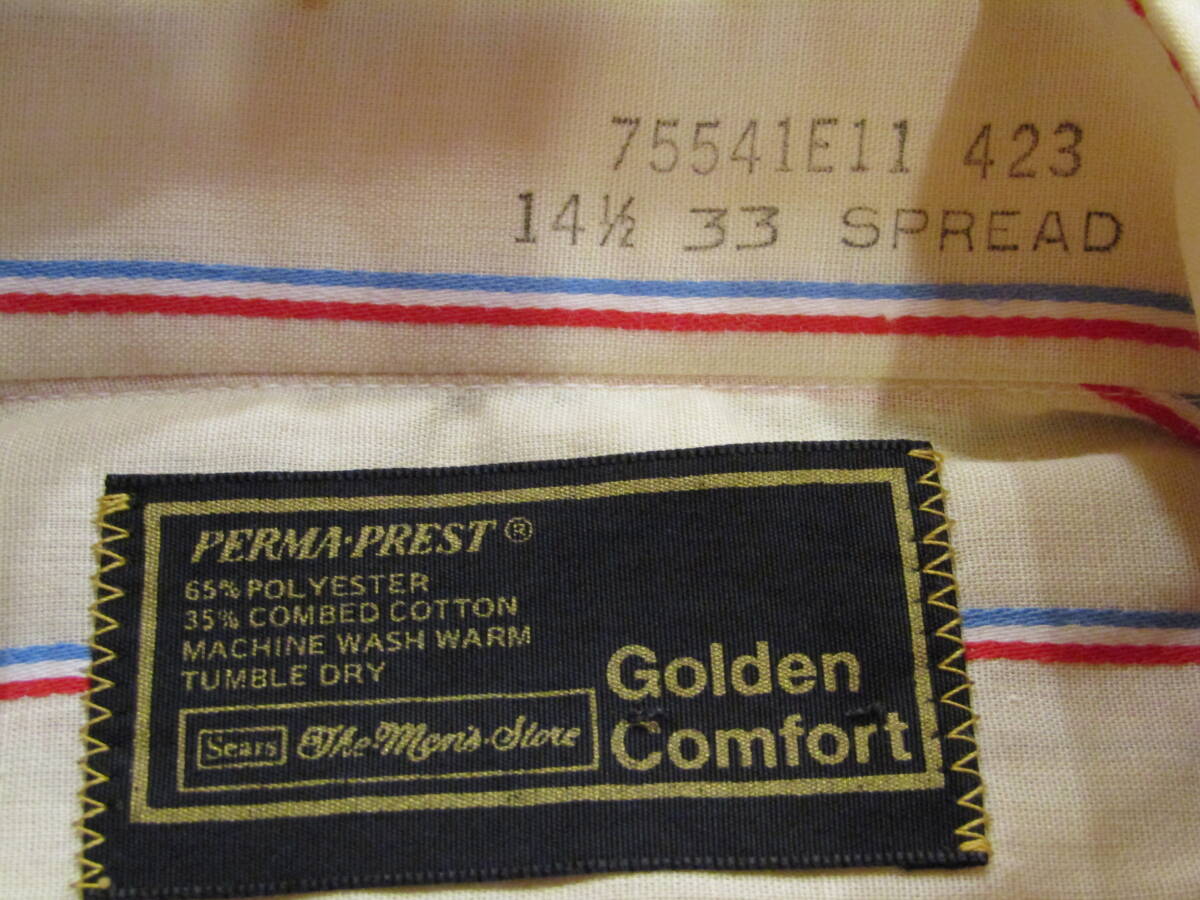 75541E11 423
14½ 33 SPREAD
PERMA·PREST®
65% POLYESTER
35% COMBED COTTON
MACHINE WASH WARM
TUMBLE DRY
Sears The Men's Store
Golden
Comfort